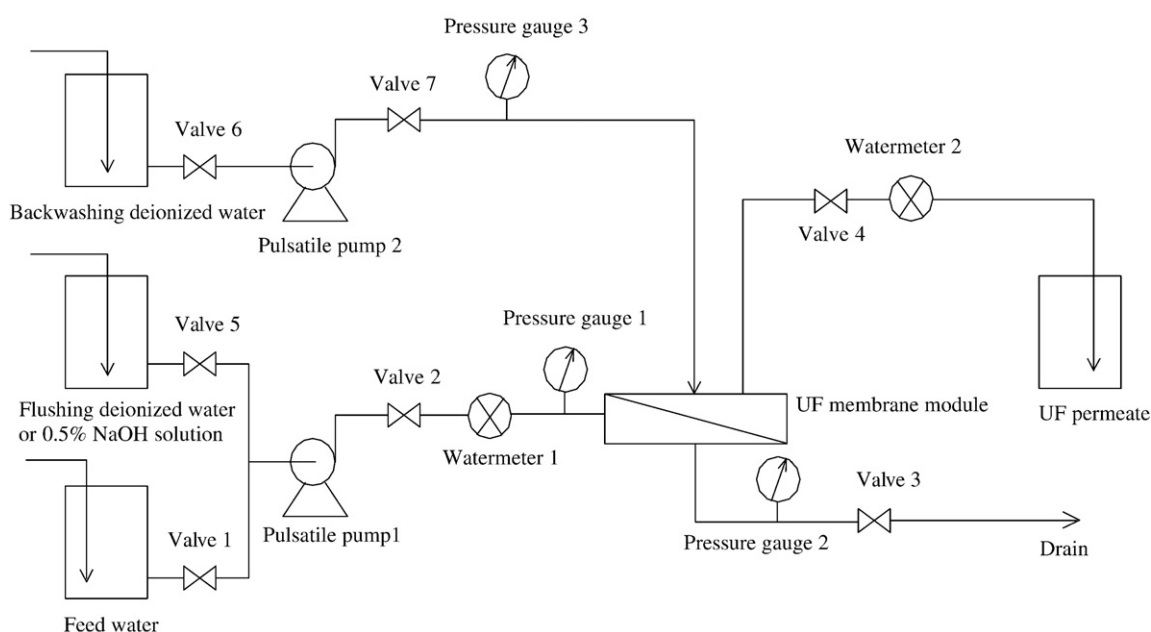 Pressure gauge 3
Valve 7
Valve 6
Watermeter 2
Backwashing deionized water
Valve 4
Pulsatile pump 2
Pressure gauge 1
Valve 5
Valve 2
Flushing deionized water
or 0.5% NaOH solution
UF membrane module
UF permeate
Watermeter 1
Valve 3
Pulsatile pump1
Valve 1
Pressure gauge 2
Drain
Feed water